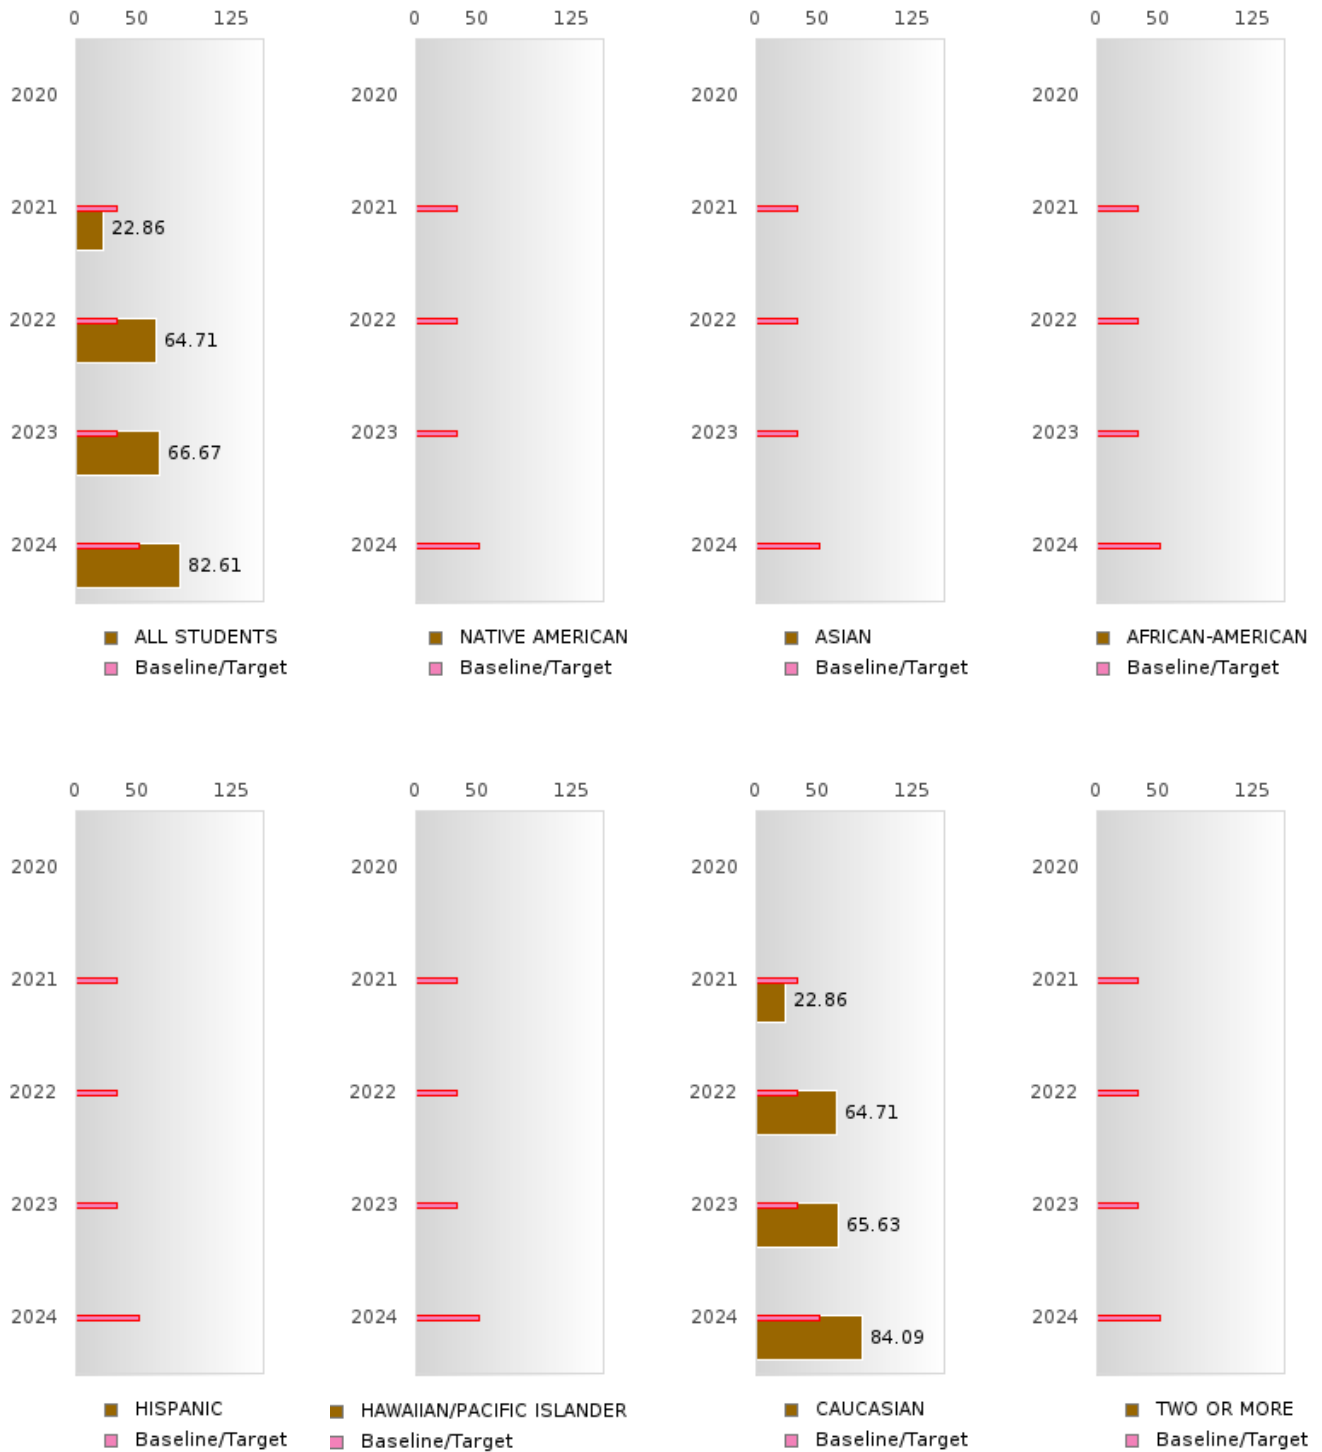 0 50 125 0 50 125 0 50 125 0 50 125
2020 2020 2020 2020
2021 2021 2021 2021
22.86
2022 2022 2022 2022
64.71
2023 2023 2023 2023
66.67
2024 2024 2024 2024
82.61
ALL STUDENTS NATIVE AMERICAN ASIAN AFRICAN-AMERICAN
Baseline/Target Baseline/Target Baseline/Target Baseline/Target
0 50 125 0 50 125 0 50 125 0 50 125
2020 2020 2020 2020
2021 2021 2021 2021
22.86
2022 2022 2022 2022
64.71
2023 2023 2023 2023
65.63
2024 2024 2024 2024
84.09
HISPANIC HAWAIIAN/PACIFIC ISLANDER CAUCASIAN TWO OR MORE
Baseline/Target Baseline/Target Baseline/Target Baseline/Target